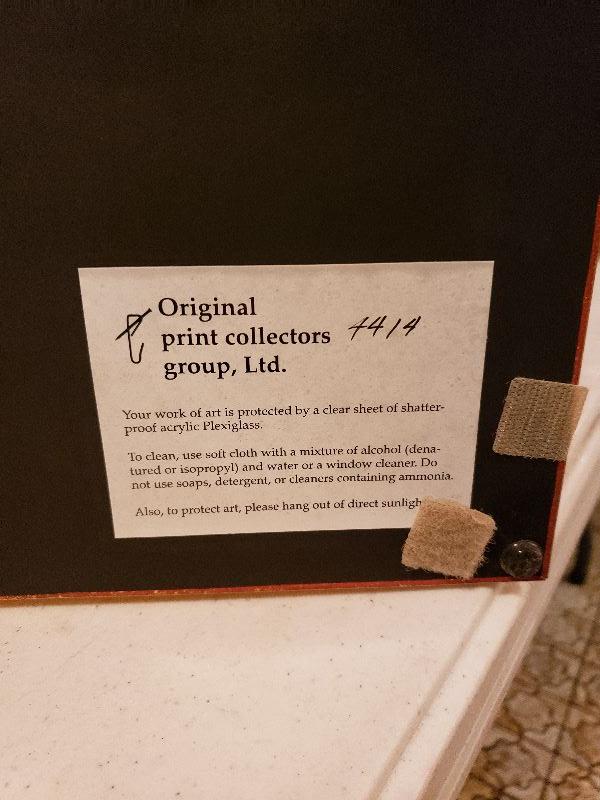 Original
print collectors
group, Ltd.
4414
Your work of art is protected by a clear sheet of shatter-
proof acrylic Plexiglass.
To clean, use soft cloth with a mixture of alcohol (dena-
tured or isopropyl) and water or a window cleaner. Do
not use soaps, detergent, or cleaners containing ammonia.
Also, to protect art, please hang out of direct